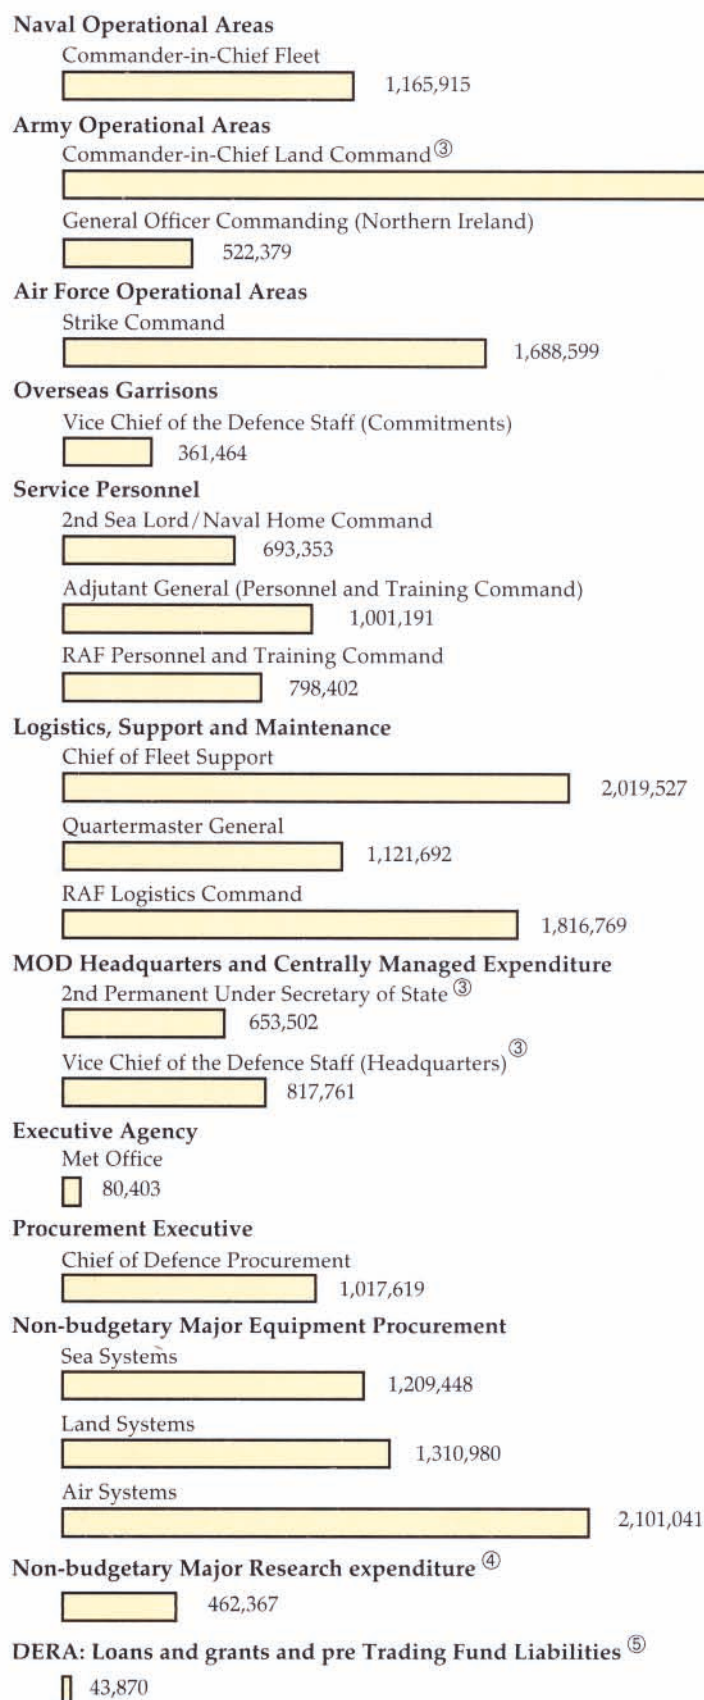 Naval Operational Areas
Commander-in-Chief Fleet
1,165,915
Army Operational Areas
Commander-in-Chief Land Command ③
General Officer Commanding (Northern Ireland)
522,379
Air Force Operational Areas
Strike Command
1,688,599
Overseas Garrisons
Vice Chief of the Defence Staff (Commitments)
361,464
Service Personnel
2nd Sea Lord/Naval Home Command
693,353
Adjutant General (Personnel and Training Command)
1,001,191
RAF Personnel and Training Command
798,402
Logistics, Support and Maintenance
Chief of Fleet Support
2,019,527
Quartermaster General
1,121,692
RAF Logistics Command
1,816,769
MOD Headquarters and Centrally Managed Expenditure
2nd Permanent Under Secretary of State ③
653,502
Vice Chief of the Defence Staff (Headquarters) ③
817,761
Executive Agency
Met Office
80,403
Procurement Executive
Chief of Defence Procurement
1,017,619
Non-budgetary Major Equipment Procurement
Sea Systems
1,209,448
Land Systems
1,310,980
Air Systems
2,101,041
Non-budgetary Major Research expenditure ④
462,367
DERA: Loans and grants and pre Trading Fund Liabilities ⑤
43,870